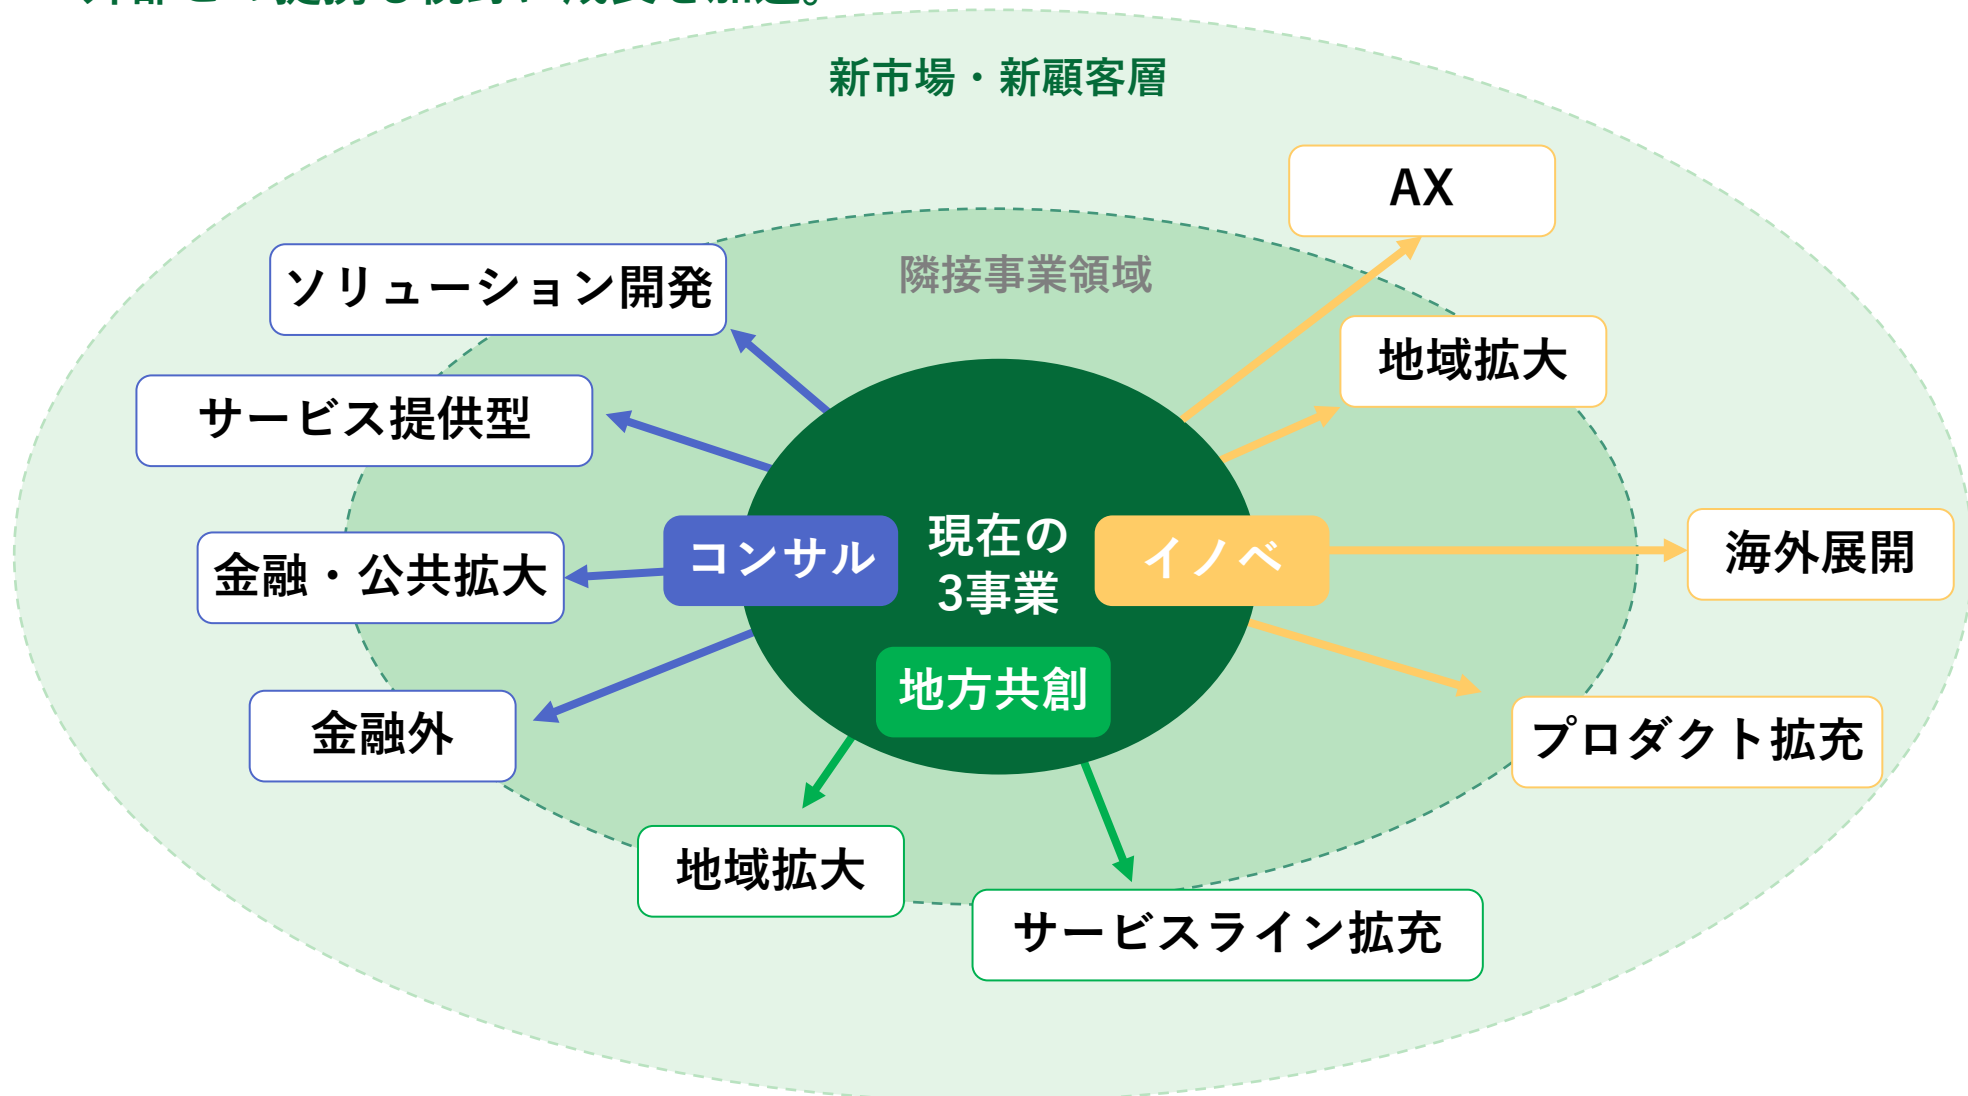 新市場・新顧客層
AX
隣接事業領域
ソリューション開発
地域拡大
サービス提供型
現在の
3事業
コンサル
イノベ
海外展開
金融・公共拡大
地方共創
金融外
プロダクト拡充
地域拡大
サービスライン拡充